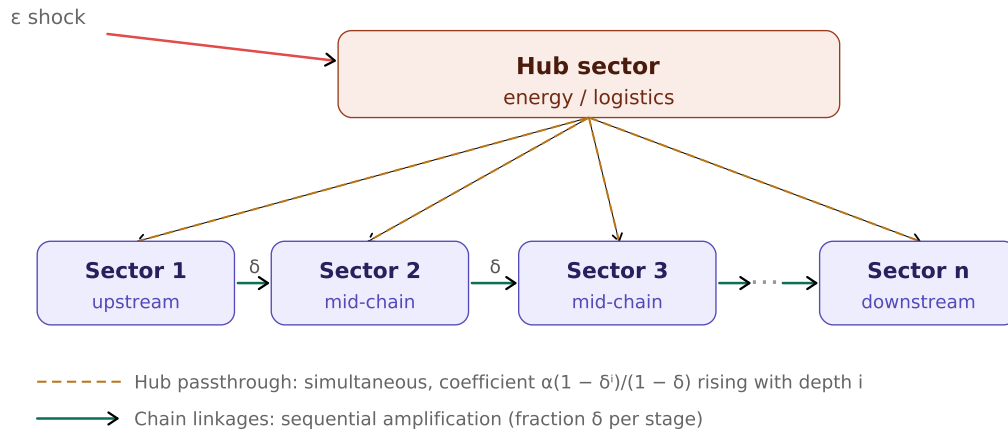 ε shock
Hub sector
energy / logistics
Sector 1
upstream
δ
Sector 2
mid-chain
δ
Sector 3
mid-chain
···
Sector n
downstream
Hub passthrough: simultaneous, coefficient α(1 − δⁱ)/(1 − δ) rising with depth i
Chain linkages: sequential amplification (fraction δ per stage)